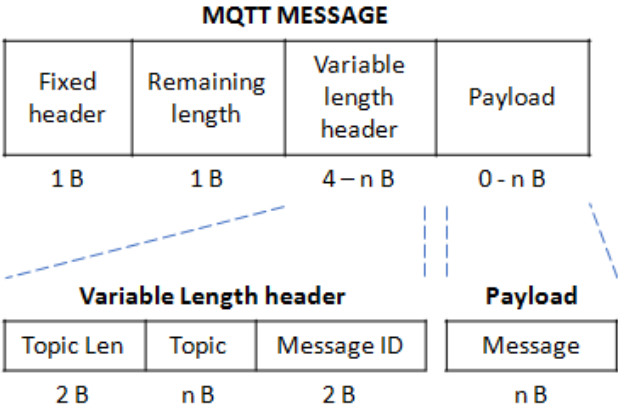 MQTT MESSAGE
Fixed
header
Remaining
length
Variable
length
header
Payload
1 B
1 B
4 – n B
0 - n B
Variable Length header
Payload
Topic Len
Topic
Message ID
Message
2 B
n B
2 B
n B